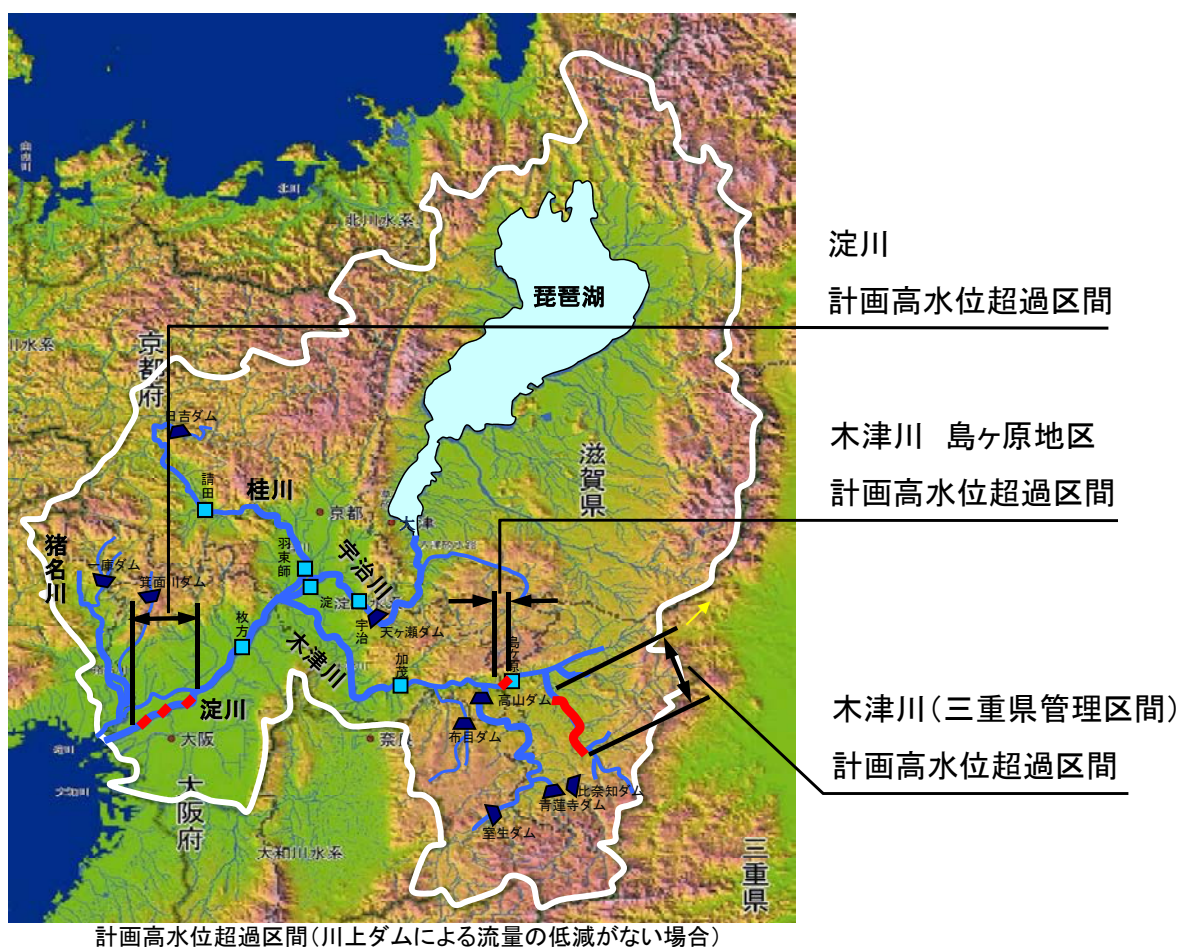 北川
北川水系
琵琶湖
淀川
計画高水位超過区間
川水系
京都府
日吉ダム
木津川 島ヶ原地区
計画高水位超過区間
滋賀県
請田
桂川
京都
大津
羽束師
宇治川
猪名川
一庫ダム
箕面川ダム
淀
宇治
天ヶ瀬ダム
枚方
木津川
加茂
島ヶ原
高山ダム
淀川
大阪
布目ダム
木津川(三重県管理区間)
計画高水位超過区間
比奈知ダム
青蓮寺ダム
室生ダム
大阪府
大和川水系
三重県
計画高水位超過区間(川上ダムによる流量の低減がない場合)